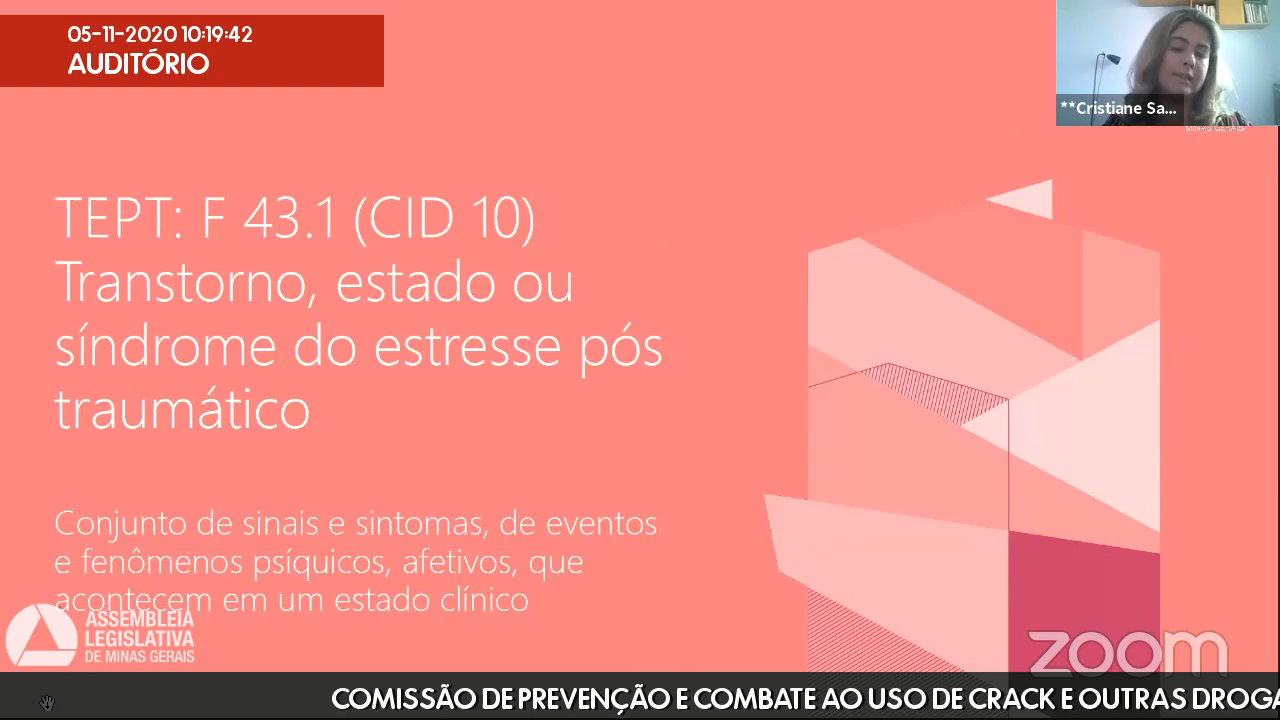 05-11-2020 10:19:42
AUDITÓRIO
**Cristiane Sa...
MINAS GERAIS
TEPT: F 43.1 (CID 10)
Transtorno, estado ou
síndrome do estresse pós
traumático
Conjunto de sinais e sintomas, de eventos
e fenômenos psíquicos, afetivos, que
acontecem em um estado clínico
ASSEMBLEIA
LEGISLATIVA
DE MINAS GERAIS
zoom
COMISSÃO DE PREVENÇÃO E COMBATE AO USO DE CRACK E OUTRAS DROGA